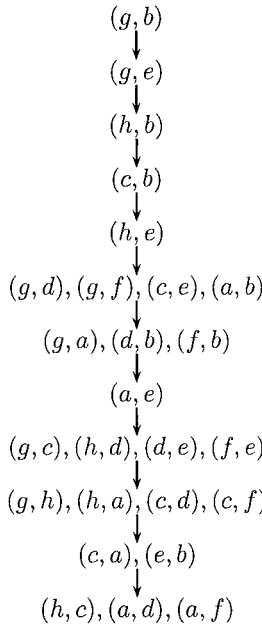 (g, b)
(g, e)
(h, b)
(c, b)
(h, e)
(g, d), (g, f), (c, e), (a, b)
(g, a), (d, b), (f, b)
(a, e)
(g, c), (h, d), (d, e), (f, e)
(g, h), (h, a), (c, d), (c, f)
(c, a), (e, b)
(h, c), (a, d), (a, f)